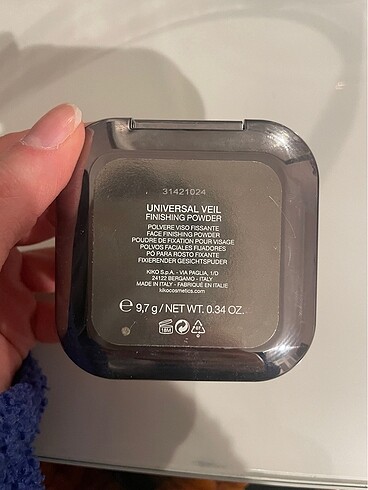 31421024
UNIVERSAL VEIL
FINISHING POWDER
POLVERE VISO FISSANTE
FACE FINISHING POWDER
POUDRE DE FIXATION POUR VISAGE
POLVOS FACIALES FIJADORES
PÓ PARA ROSTO FIXANTE
FIXIERENDER GESICHTSPUDER
KIKO S.p.A. - VIA PAGLIA, 1/D
24122 BERGAMO - ITALY
MADE IN ITALY - FABRIQUÉ EN ITALIE
kikocosmetics.com
℮ 9,7 g / NET WT. 0.34 OZ.
18M